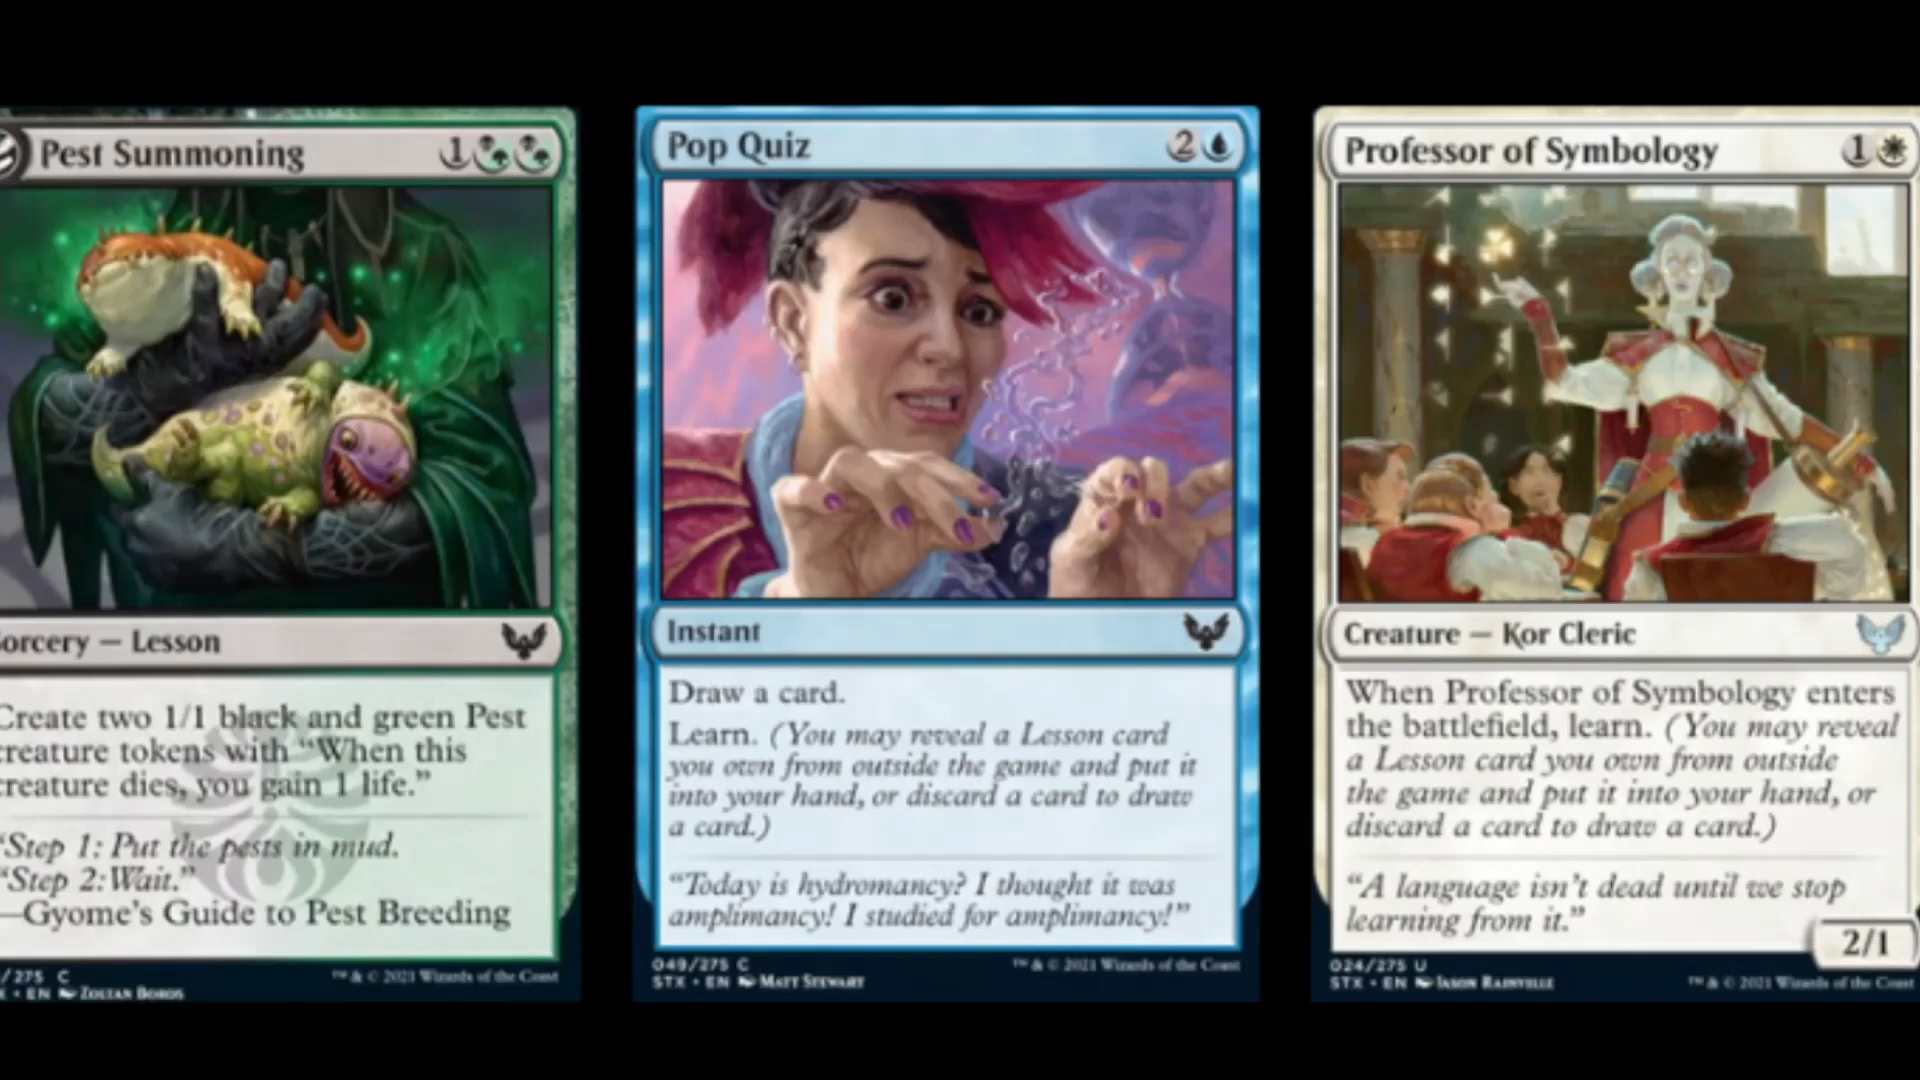 Pest Summoning 1
Sorcery — Lesson
Create two 1/1 black and green Pest
creature tokens with “When this
creature dies, you gain 1 life.”
“Step 1: Put the pests in mud.
“Step 2: Wait.”
—Gyome’s Guide to Pest Breeding
/275 C
™ & © 2021 Wizards of the Coast
• EN ZOLTAN BOROS
Pop Quiz 2
Instant
Draw a card.
Learn. (You may reveal a Lesson card
you own from outside the game and put it
into your hand, or discard a card to draw
a card.)
“Today is hydromancy? I thought it was
amplimancy! I studied for amplimancy!”
049/275 C
™ & © 2021 Wizards of the Coast
STX • EN MATT STEWART
Professor of Symbology 1
Creature — Kor Cleric
When Professor of Symbology enters
the battlefield, learn. (You may reveal
a Lesson card you own from outside
the game and put it into your hand, or
discard a card to draw a card.)
“A language isn’t dead until we stop
learning from it.”
2/1
024/275 U
STX • EN JASON RAINVILLE
™ & © 2021 Wizards of the Coast